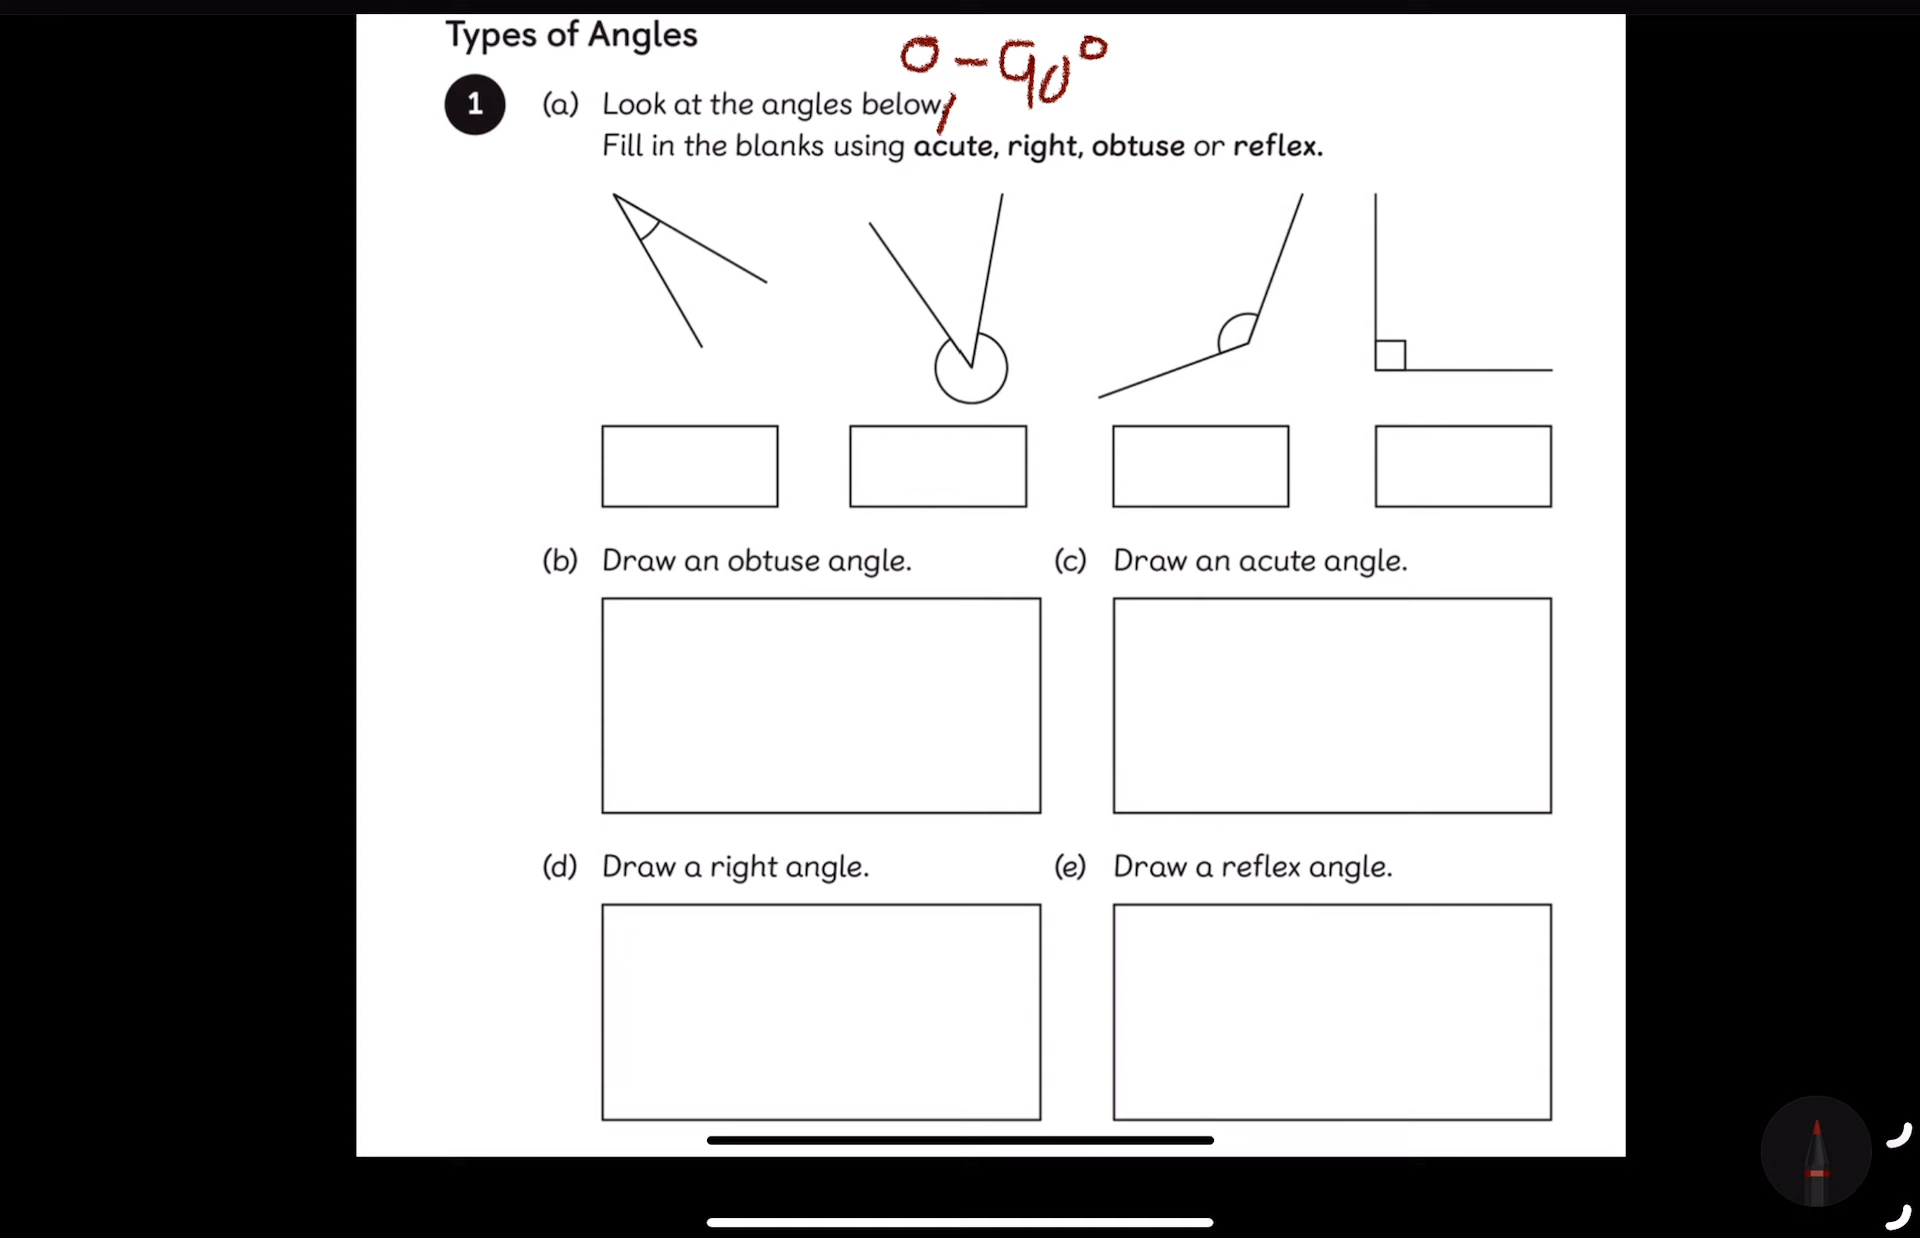 Types of Angles
0-90°
1 (a) Look at the angles below,
Fill in the blanks using acute, right, obtuse or reflex.
(b) Draw an obtuse angle. (c) Draw an acute angle.
(d) Draw a right angle. (e) Draw a reflex angle.